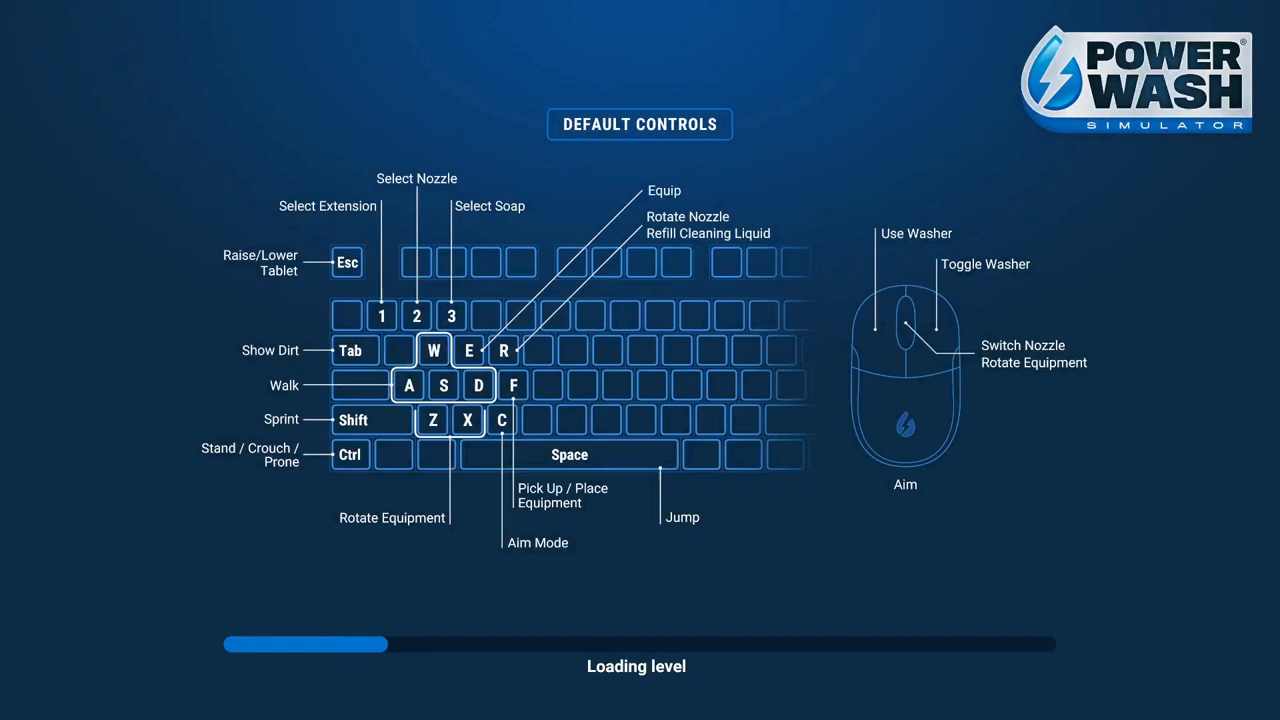 POWER®
WASH
SIMULATOR
DEFAULT CONTROLS
Select Nozzle
Select Extension
Select Soap
Equip
Rotate Nozzle
Refill Cleaning Liquid
Raise/Lower
Tablet
Esc
1 2 3
Show Dirt
Tab W E R
Walk
A S D F
Sprint
Shift Z X C
Stand / Crouch /
Prone
Ctrl Space
Rotate Equipment
Pick Up / Place
Equipment
Aim Mode
Jump
Use Washer
Toggle Washer
Switch Nozzle
Rotate Equipment
Aim
Loading level